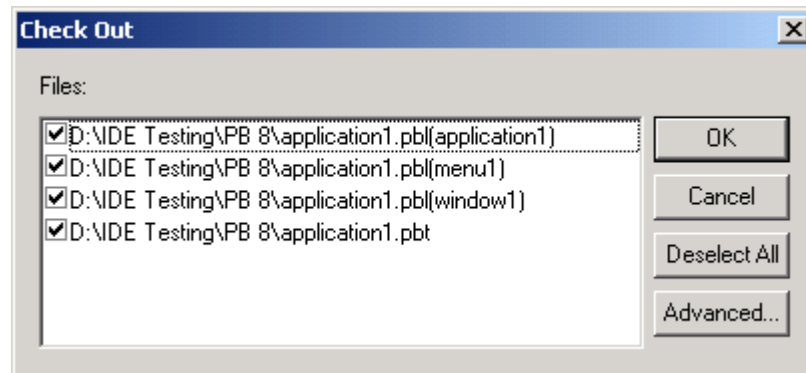 Check Out
Files:
D:\IDE Testing\PB 8\application1.pbl(application1)
D:\IDE Testing\PB 8\application1.pbl(menu1)
D:\IDE Testing\PB 8\application1.pbl(window1)
D:\IDE Testing\PB 8\application1.pbt
OK
Cancel
Deselect All
Advanced...